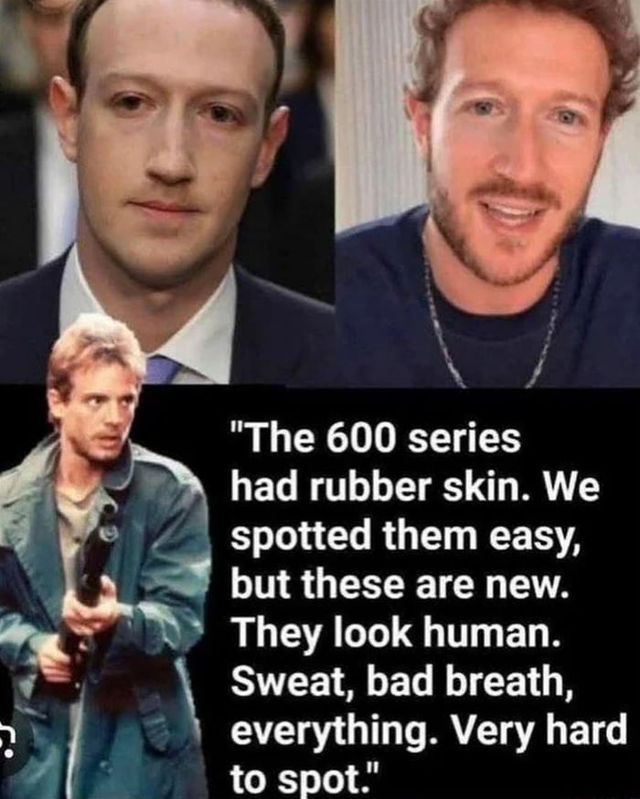 "The 600 series
had rubber skin. We
spotted them easy,
but these are new.
They look human.
Sweat, bad breath,
everything. Very hard
to spot."